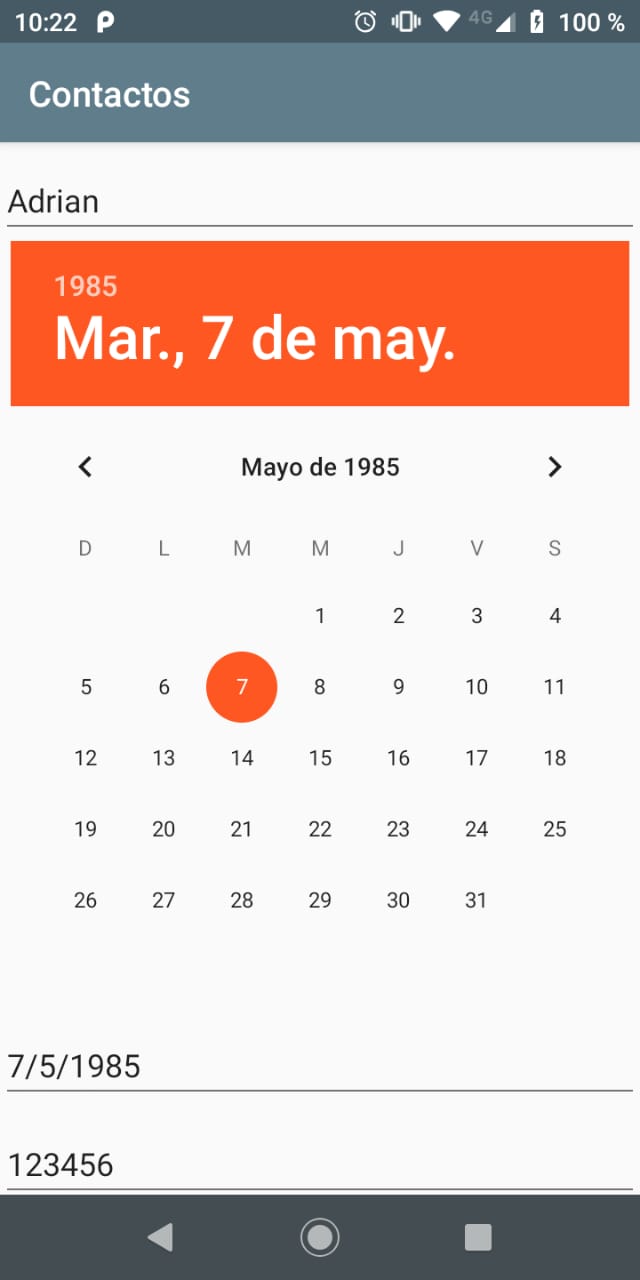 10:22 4G 100 %
Contactos
Adrian
1985
Mar., 7 de may.
Mayo de 1985
D L M M J V S
1 2 3 4
5 6 7 8 9 10 11
12 13 14 15 16 17 18
19 20 21 22 23 24 25
26 27 28 29 30 31
7/5/1985
123456